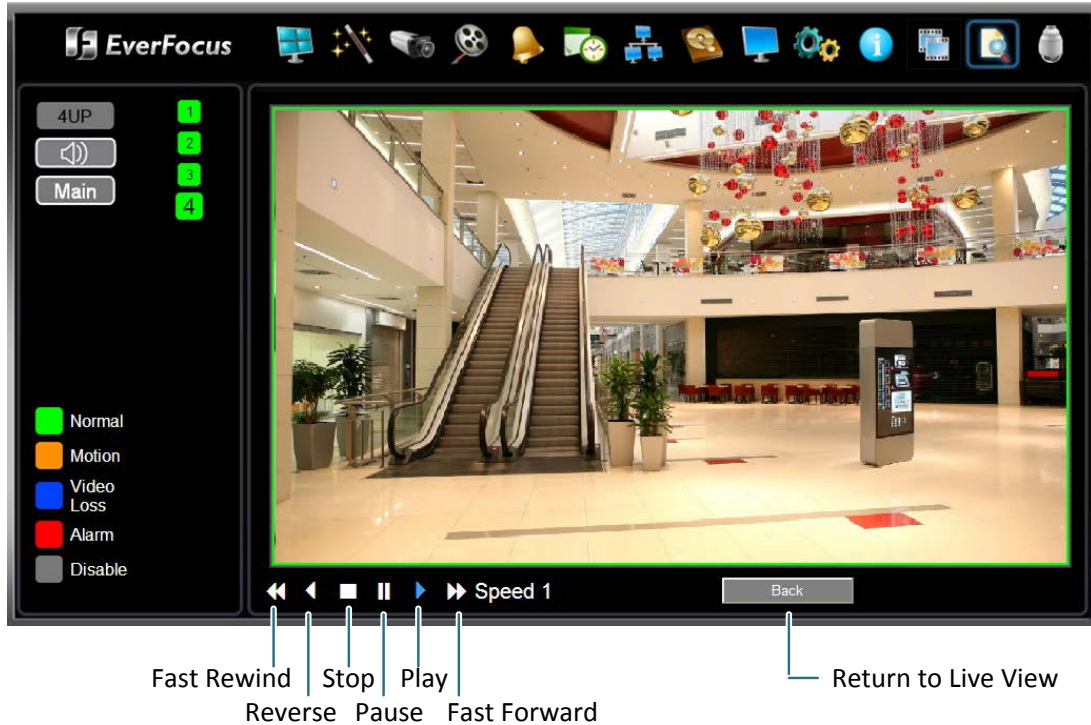 EverFocus
4UP
1
2
Main
3
4
Normal
Motion
Video
Loss
Alarm
Disable
Speed 1
Back
Fast Rewind Stop Play Return to Live View
Reverse Pause Fast Forward